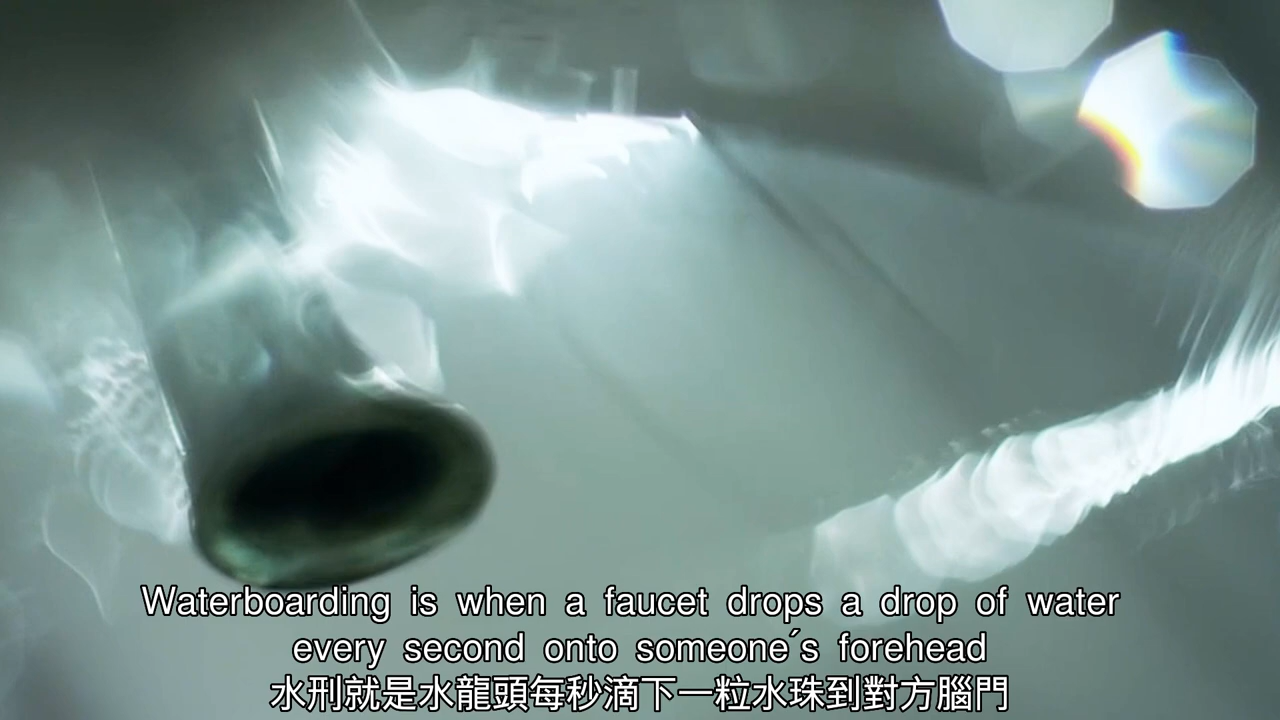 Waterboarding is when a faucet drops a drop of water
every second onto someone´s forehead
水刑就是水龍頭每秒滴下一粒水珠到對方腦門